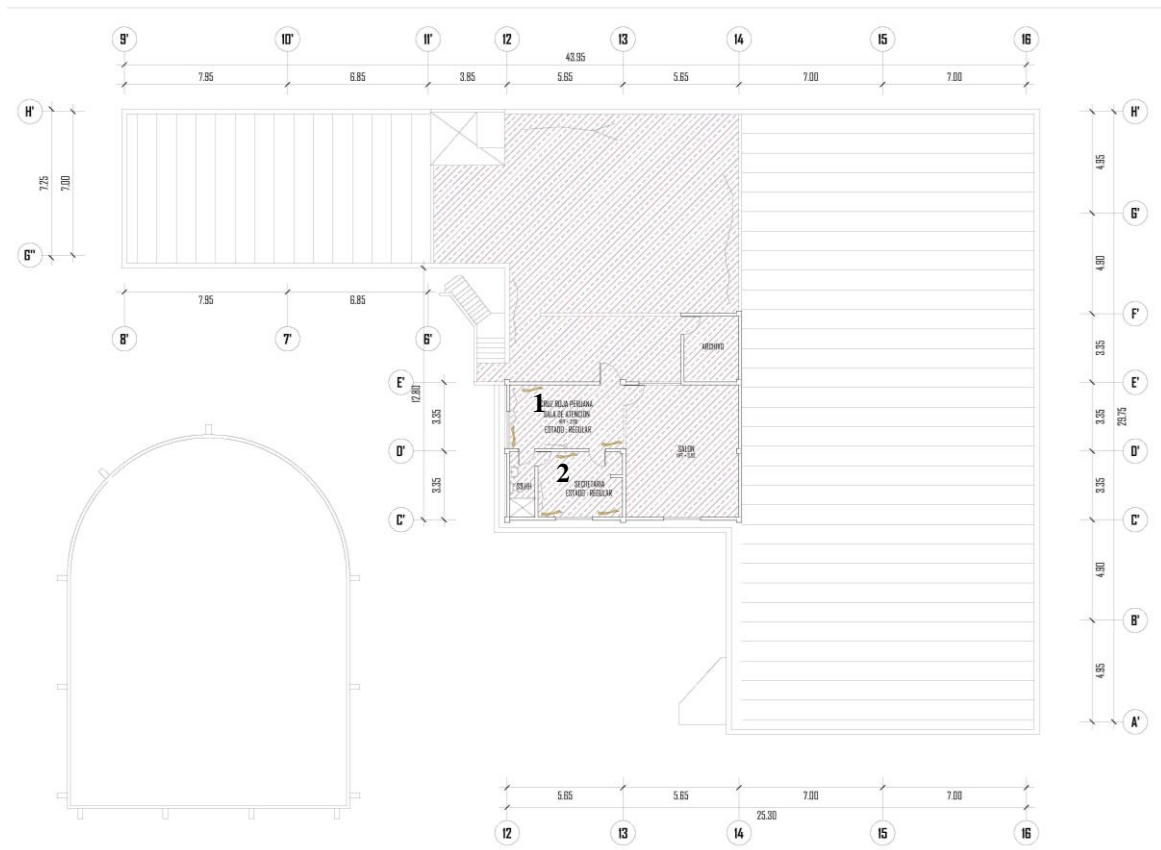 9' 10' 11' 12 13 14 15 16
43.95
7.95 6.85 3.85 5.65 5.65 7.00 7.00
H' H'
7.25 7.00 4.95
G'
G''
4.90
7.95 6.85
8' 7' 6' F'
ARCHIVO 3.35
E' E'
12.80
1
CRUZ ROJA PERUANA
SALA DE ATENCION
ESTADO : REGULAR
3.35 3.35 29.75
D' SALON D'
2
SS.HH
SECRETARIA
ESTADO : REGULAR
3.35 3.35
C' C'
4.90
B'
4.95
A'
5.65 5.65 7.00 7.00
25.30
12 13 14 15 16